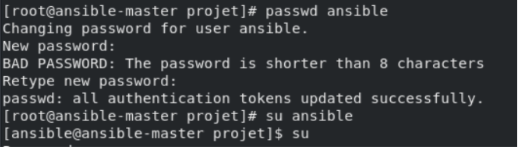 [root@ansible-master projet]# passwd ansible
Changing password for user ansible.
New password:
BAD PASSWORD: The password is shorter than 8 characters
Retype new password:
passwd: all authentication tokens updated successfully.
[root@ansible-master projet]# su ansible
[ansible@ansible-master projet]$ su